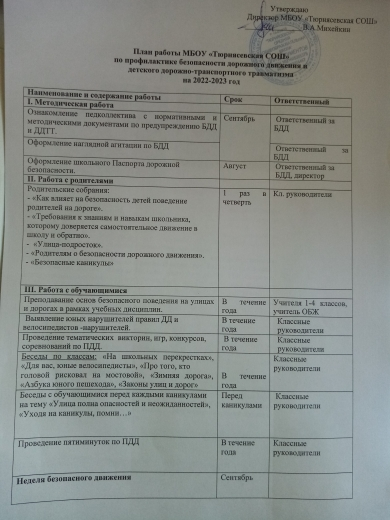 Утверждаю
Директор МБОУ «Тюрнясевская СОШ»
В.А.Михейкин
План работы МБОУ «Тюрнясевская СОШ»
по профилактике безопасности дорожного движения и
детского дорожно-транспортного травматизма
на 2022-2023 год
Наименование и содержание работы Срок Ответственный
I. Методическая работа
Ознакомление педколлектива с нормативными и методическими документами по предупреждению БДД и ДДТТ. Сентябрь Ответственный за БДД
Оформление наглядной агитации по БДД Ответственный за БДД
Оформление школьного Паспорта дорожной безопасности. Август Ответственный за БДД, директор
II. Работа с родителями
Родительские собрания: 1 раз в четверть Кл. руководители
- «Как влияет на безопасность детей поведение родителей на дороге».
- «Требования к знаниям и навыкам школьника, которому доверяется самостоятельное движение в школу и обратно».
- «Улица-подросток».
- «Родителям о безопасности дорожного движения».
- «Безопасные каникулы»
III. Работа с обучающимися
Преподавание основ безопасного поведения на улицах и дорогах в рамках учебных дисциплин. В течение года Учителя 1-4 классов, учитель ОБЖ
Выявление юных нарушителей правил ДД и велосипедистов -нарушителей. В течение года Классные руководители
Проведение тематических викторин, игр, конкурсов, соревнований по ПДД. В течение года Классные руководители
Беседы по классам: «На школьных перекрестках», «Для вас, юные велосипедисты», «Про того, кто головой рисковал на мостовой», «Зимняя дорога», «Азбука юного пешехода», «Законы улиц и дорог» В течение года Классные руководители
Беседы с обучающимися перед каждыми каникулами на тему «Улица полна опасностей и неожиданностей», «Уходя на каникулы, помни…» Перед каникулами Классные руководители
Проведение пятиминуток по ПДД В течение года Классные руководители
Неделя безопасного движения Сентябрь